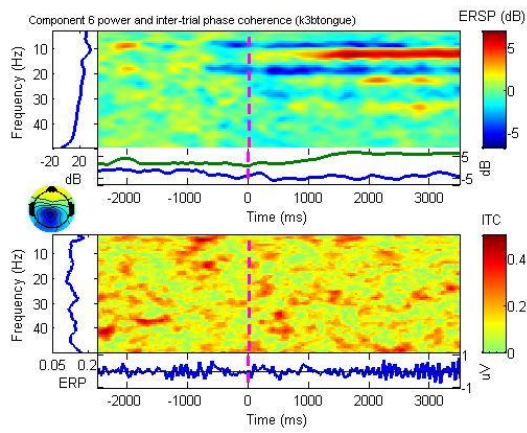 Component 6 power and inter-trial phase coherence (k3btongue)
ERSP (dB)
Frequency (Hz)
10
20
30
40
5
0
-5
-20 20
dB
5
-5
dB
-2000 -1000 0 1000 2000 3000
Time (ms)
ITC
Frequency (Hz)
10
20
30
40
0.4
0.2
0
0.05 0.2
ERP
1
-1
uV
-2000 -1000 0 1000 2000 3000
Time (ms)